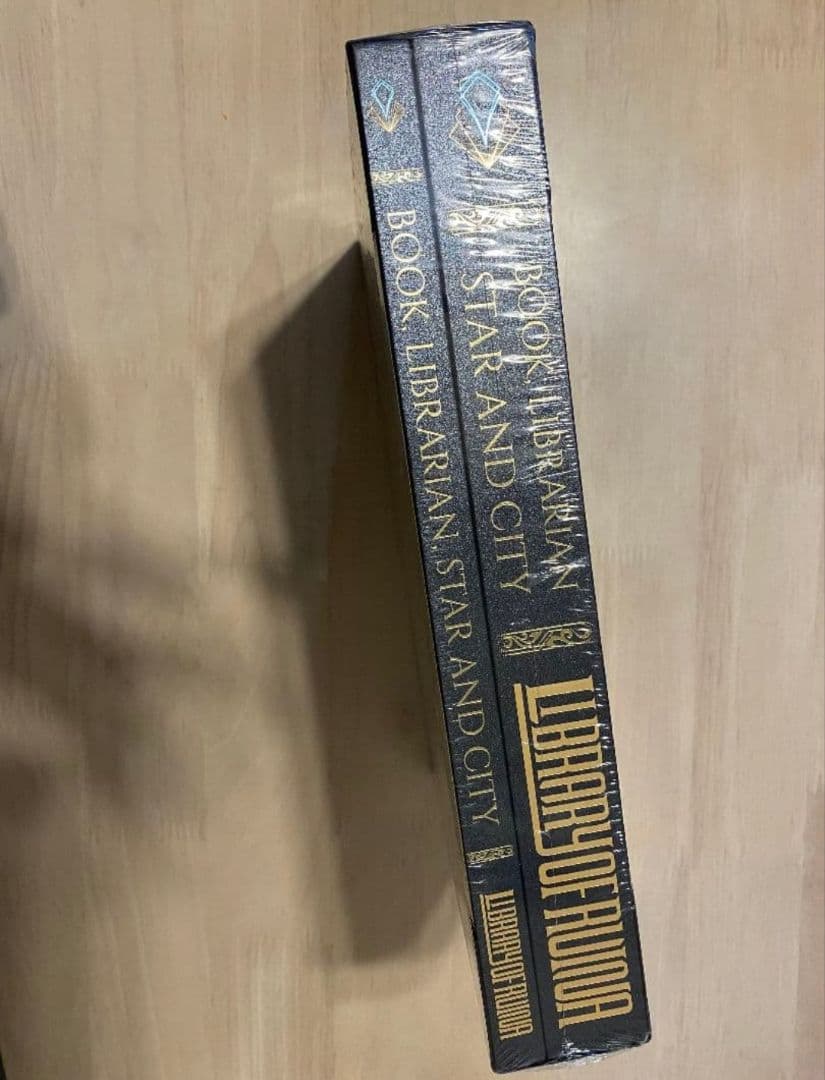 BOOK, LIBRARIAN
STAR AND CITY
LIBRARY OF RUINA
BOOK, LIBRARIAN, STAR AND CITY
LIBRARY OF RUINA